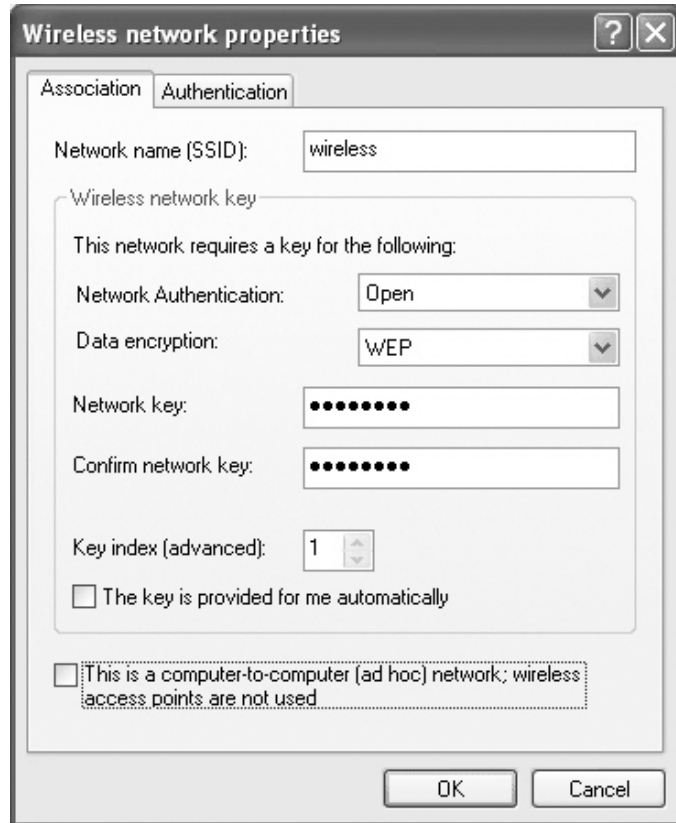 Wireless network properties
Association Authentication
Network name (SSID): wireless
Wireless network key
This network requires a key for the following:
Network Authentication: Open
Data encryption: WEP
Network key: ••••••••
Confirm network key: ••••••••
Key index (advanced): 1
The key is provided for me automatically
This is a computer-to-computer (ad hoc) network; wireless
access points are not used
OK Cancel